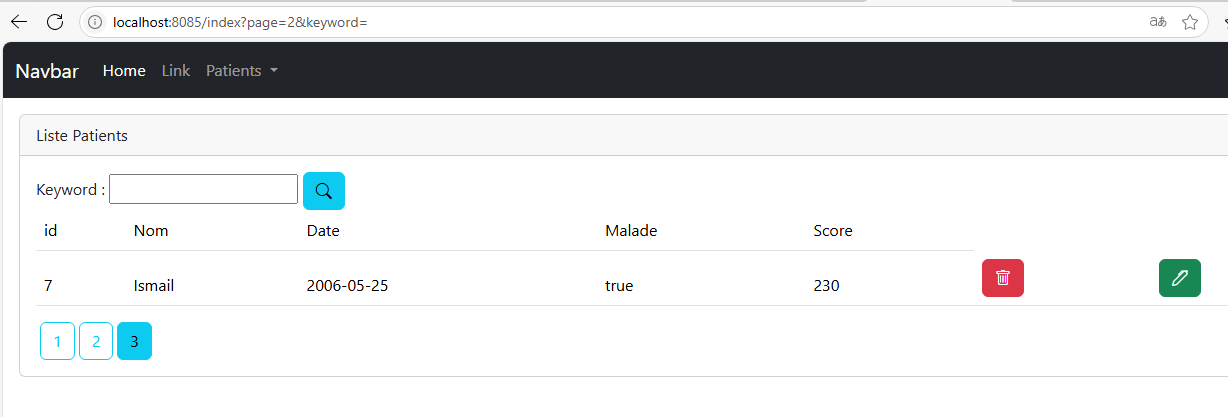 localhost:8085/index?page=2&keyword=
Navbar Home Link Patients
Liste Patients
Keyword :
id Nom Date Malade Score
7 Ismail 2006-05-25 true 230
1 2 3